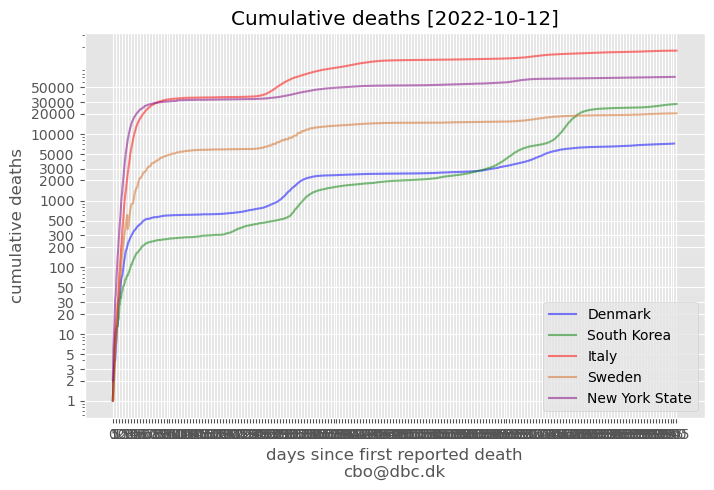 Cumulative deaths [2022-10-12]
cumulative deaths
50000
30000
20000
10000
5000
3000
2000
1000
500
300
200
100
50
30
20
10
5
3
2
1
Denmark
South Korea
Italy
Sweden
New York State
days since first reported death
cbo@dbc.dk